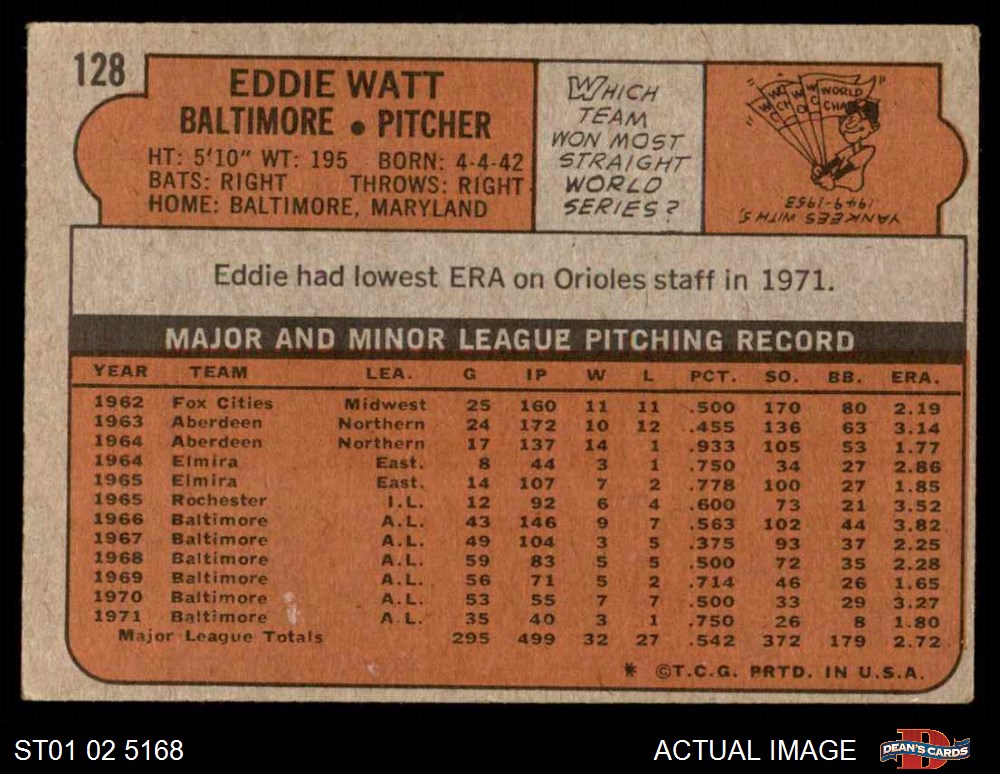 128
EDDIE WATT
BALTIMORE • PITCHER
HT: 5'10" WT: 195 BORN: 4-4-42
BATS: RIGHT THROWS: RIGHT
HOME: BALTIMORE, MARYLAND
WHICH
TEAM
WON MOST
STRAIGHT
WORLD
SERIES?
WORLD
CHA
YANKEES WITH 5,
1949-1953
Eddie had lowest ERA on Orioles staff in 1971.
MAJOR AND MINOR LEAGUE PITCHING RECORD
YEAR TEAM LEA. G IP W L PCT. SO. BB. ERA.
1962 Fox Cities Midwest 25 160 11 11 .500 170 80 2.19
1963 Aberdeen Northern 24 172 10 12 .455 136 63 3.14
1964 Aberdeen Northern 17 137 14 1 .933 105 53 1.77
1964 Elmira East. 8 44 3 1 .750 34 27 2.86
1965 Elmira East. 14 107 7 2 .778 100 27 1.85
1965 Rochester I.L. 12 92 6 4 .600 73 21 3.52
1966 Baltimore A.L. 43 146 9 7 .563 102 44 3.82
1967 Baltimore A.L. 49 104 3 5 .375 93 37 2.25
1968 Baltimore A.L. 59 83 5 5 .500 72 35 2.28
1969 Baltimore A.L. 56 71 5 2 .714 46 26 1.65
1970 Baltimore A.L. 53 55 7 7 .500 33 29 3.27
1971 Baltimore A.L. 35 40 3 1 .750 26 8 1.80
Major League Totals 295 499 32 27 .542 372 179 2.72
* ©T.C.G. PRTD. IN U.S.A.
ST01 02 5168
ACTUAL IMAGE
DEAN'S CARDS